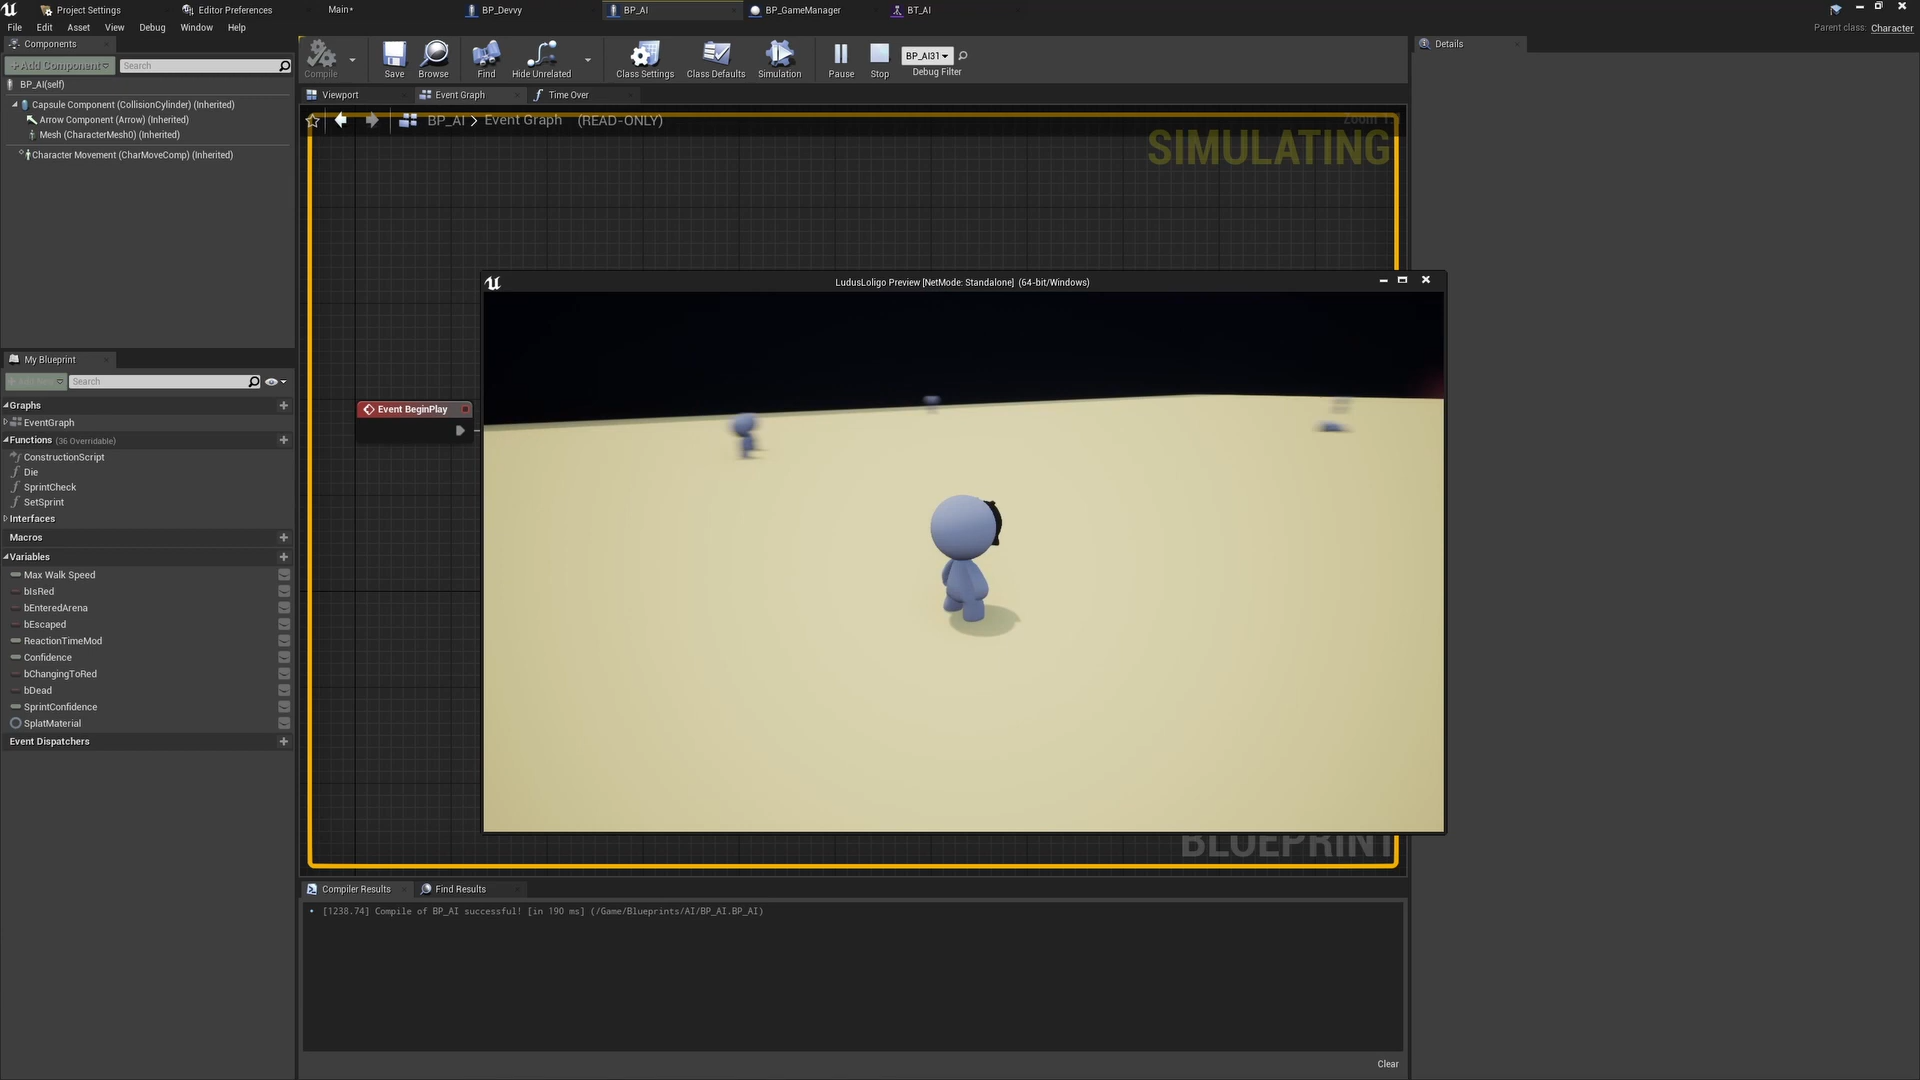 Project Settings
Editor Preferences
Main*
BP_Devvy
BP_AI
BP_GameManager
BT_AI
File Edit Asset View Debug Window Help
Parent class: Character
Components
Details
Add Component
Search
Compile
Save
Browse
Find
Hide Unrelated
Class Settings
Class Defaults
Simulation
Pause
Stop
BP_AI31
Debug Filter
BP_AI(self)
Capsule Component (CollisionCylinder) (Inherited)
Arrow Component (Arrow) (Inherited)
Mesh (CharacterMesh0) (Inherited)
Character Movement (CharMoveComp) (Inherited)
Viewport
Event Graph
Time Over
BP_AI > Event Graph (READ-ONLY)
SIMULATING
LudusLoligo Preview [NetMode: Standalone] (64-bit/Windows)
My Blueprint
Search
Graphs
EventGraph
Functions (36 Overridable)
ConstructionScript
Die
SprintCheck
SetSprint
Interfaces
Macros
Variables
Max Walk Speed
bIsRed
bEnteredArena
bEscaped
ReactionTimeMod
Confidence
bChangingToRed
bDead
SprintConfidence
SplatMaterial
Event Dispatchers
Event BeginPlay
BLUEPRINT
Compiler Results
Find Results
[1238.74] Compile of BP_AI successful! [in 190 ms] (/Game/Blueprints/AI/BP_AI.BP_AI)
Clear